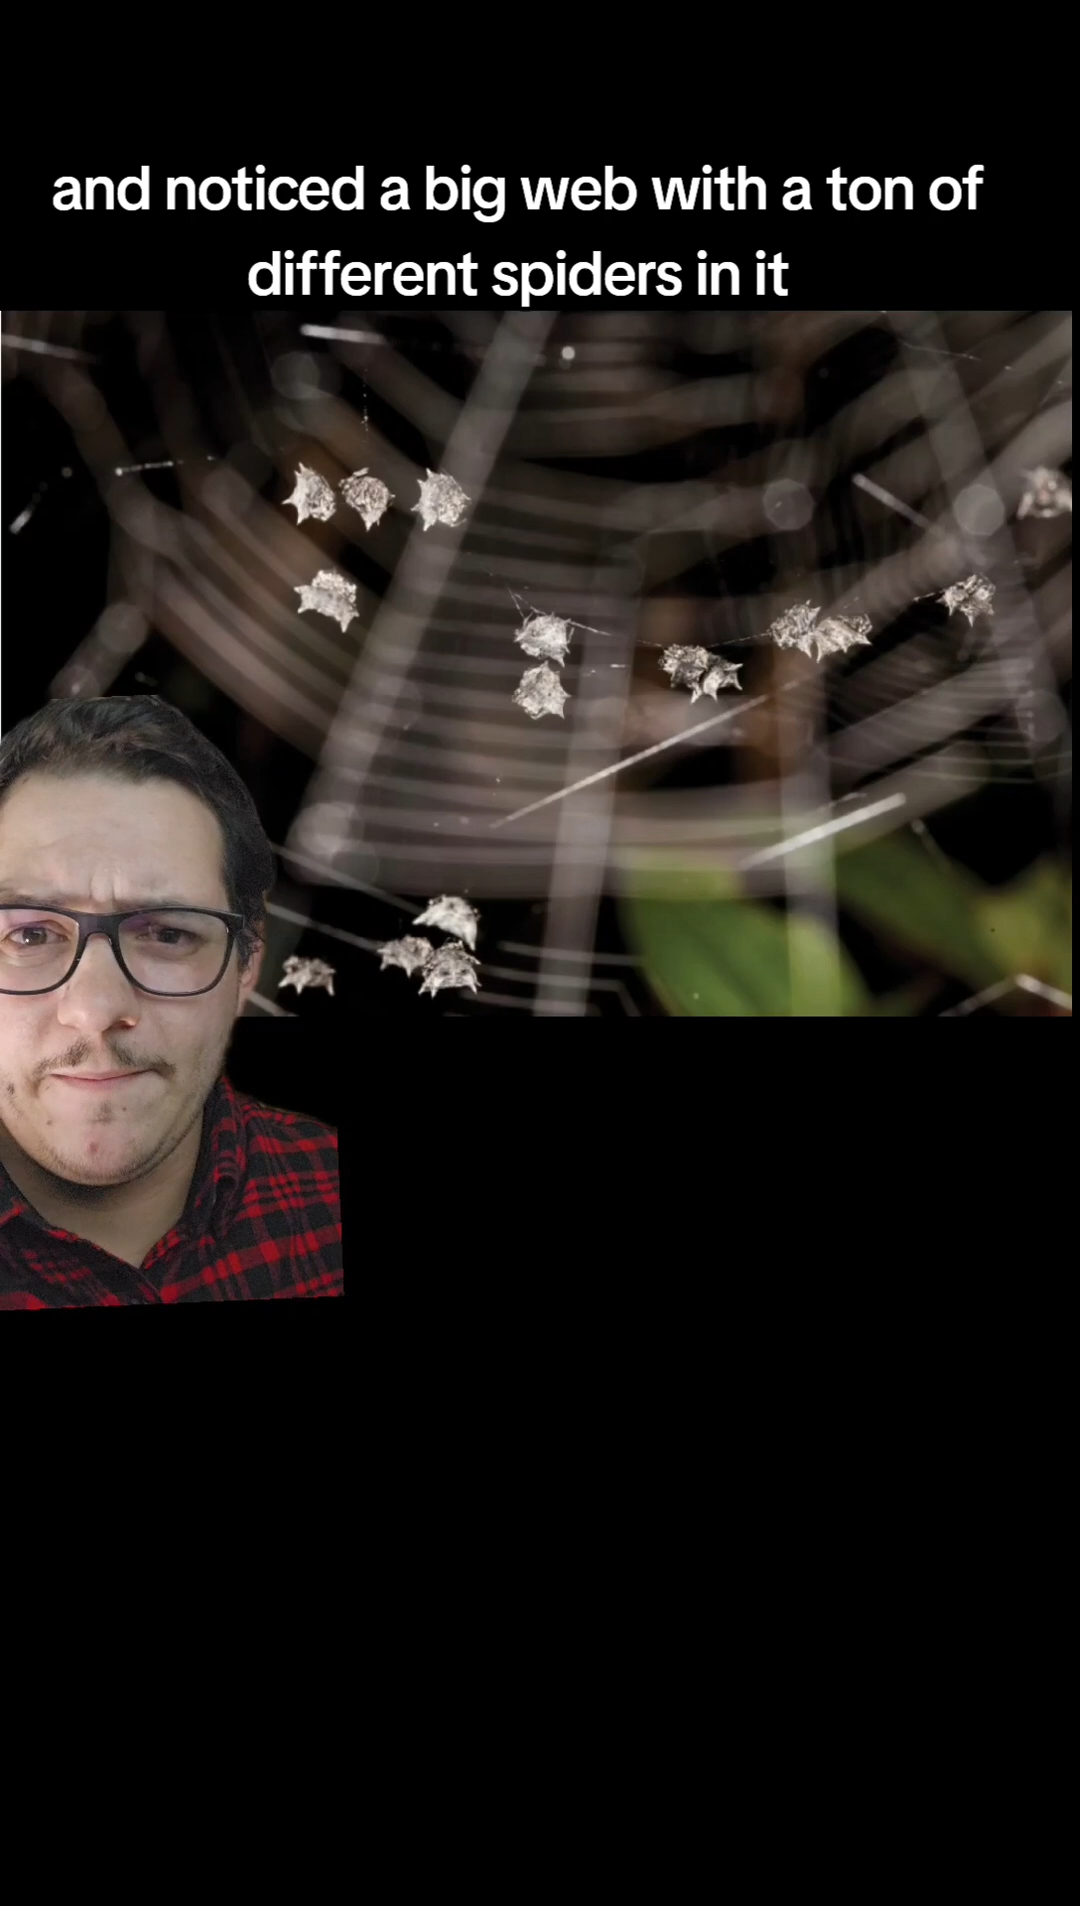 and noticed a big web with a ton of
different spiders in it